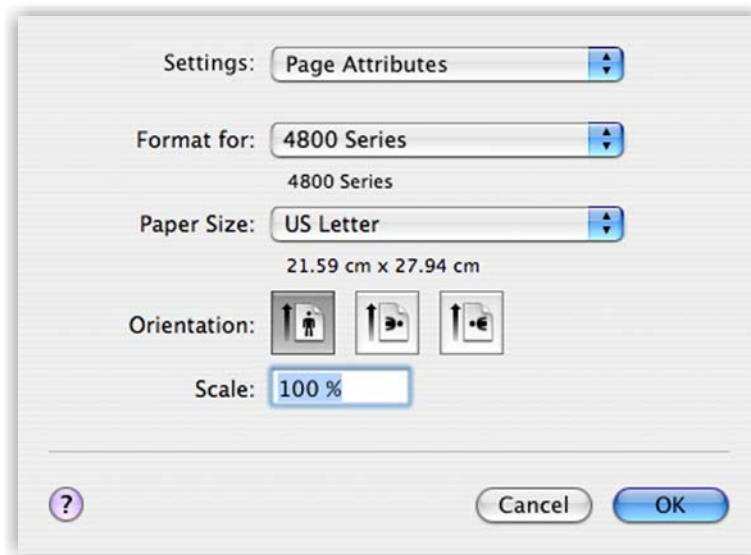 Settings: Page Attributes
Format for: 4800 Series
4800 Series
Paper Size: US Letter
21.59 cm x 27.94 cm
Orientation:
Scale: 100 %
? Cancel OK